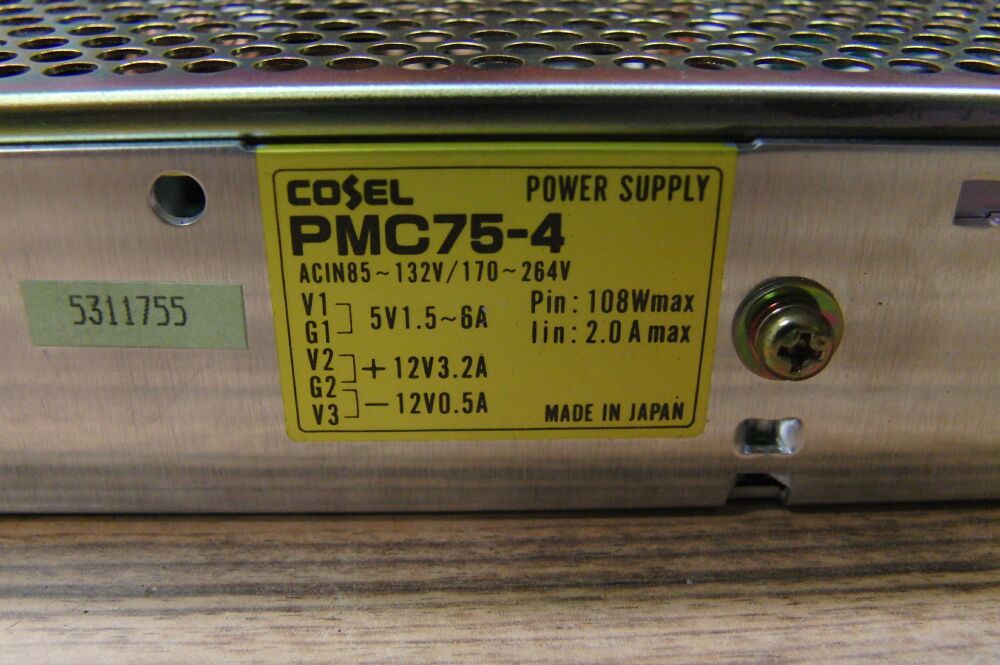 COSEL POWER SUPPLY
PMC75-4
ACIN85~132V/170~264V
V1
G1
5V1.5~6A
Pin: 108Wmax
Iin: 2.0A max
V2
G2
V3
+12V3.2A
-12V0.5A
MADE IN JAPAN
5311755